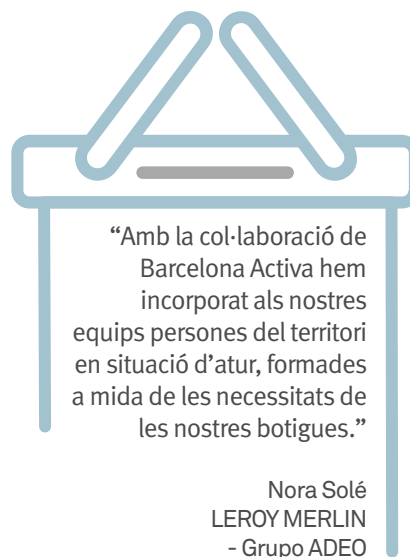 “Amb la col·laboració de
Barcelona Activa hem
incorporat als nostres
equips persones del territori
en situació d’atur, formades
a mida de les necessitats de
les nostres botigues.”
Nora Solé
LEROY MERLIN
- Grupo ADEO